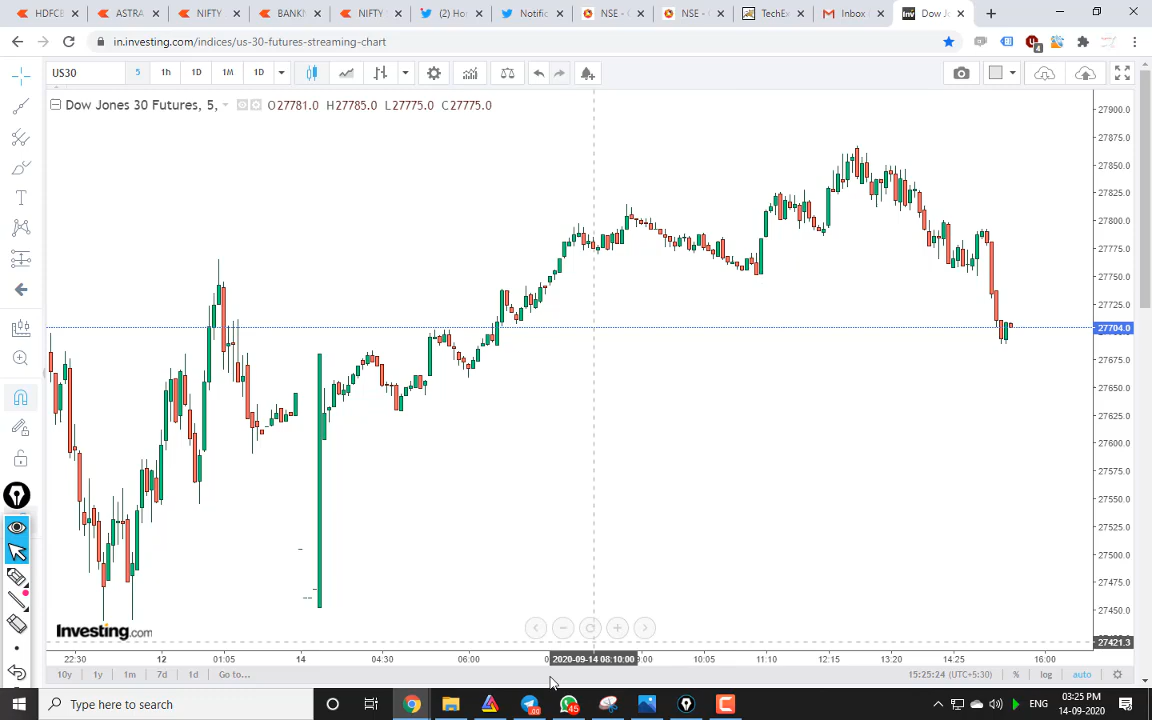 HDFCB
ASTRA
NIFTY
BANKN
NIFTY
(2) Ho
Notific
NSE - 
NSE - 
TechEx
Inbox
Dow Jo
in.investing.com/indices/us-30-futures-streaming-chart
4
US30 5 1h 1D 1M 1D
Dow Jones 30 Futures, 5, O27781.0 H27785.0 L27775.0 C27775.0
27900.0
27875.0
27850.0
27825.0
27800.0
27775.0
27750.0
27725.0
27704.0
27675.0
27650.0
27625.0
27600.0
27575.0
27550.0
27525.0
27500.0
27475.0
27450.0
27421.3
Investing.com
22:30 12 01:05 14 04:30 06:00 2020-09-14 08:10:00 10:05 11:10 12:15 13:20 14:25 16:00
10y 1y 1m 7d 1d Go to... 15:25:24 (UTC+5:30) % log auto
Type here to search
45
ENG
03:25 PM
14-09-2020